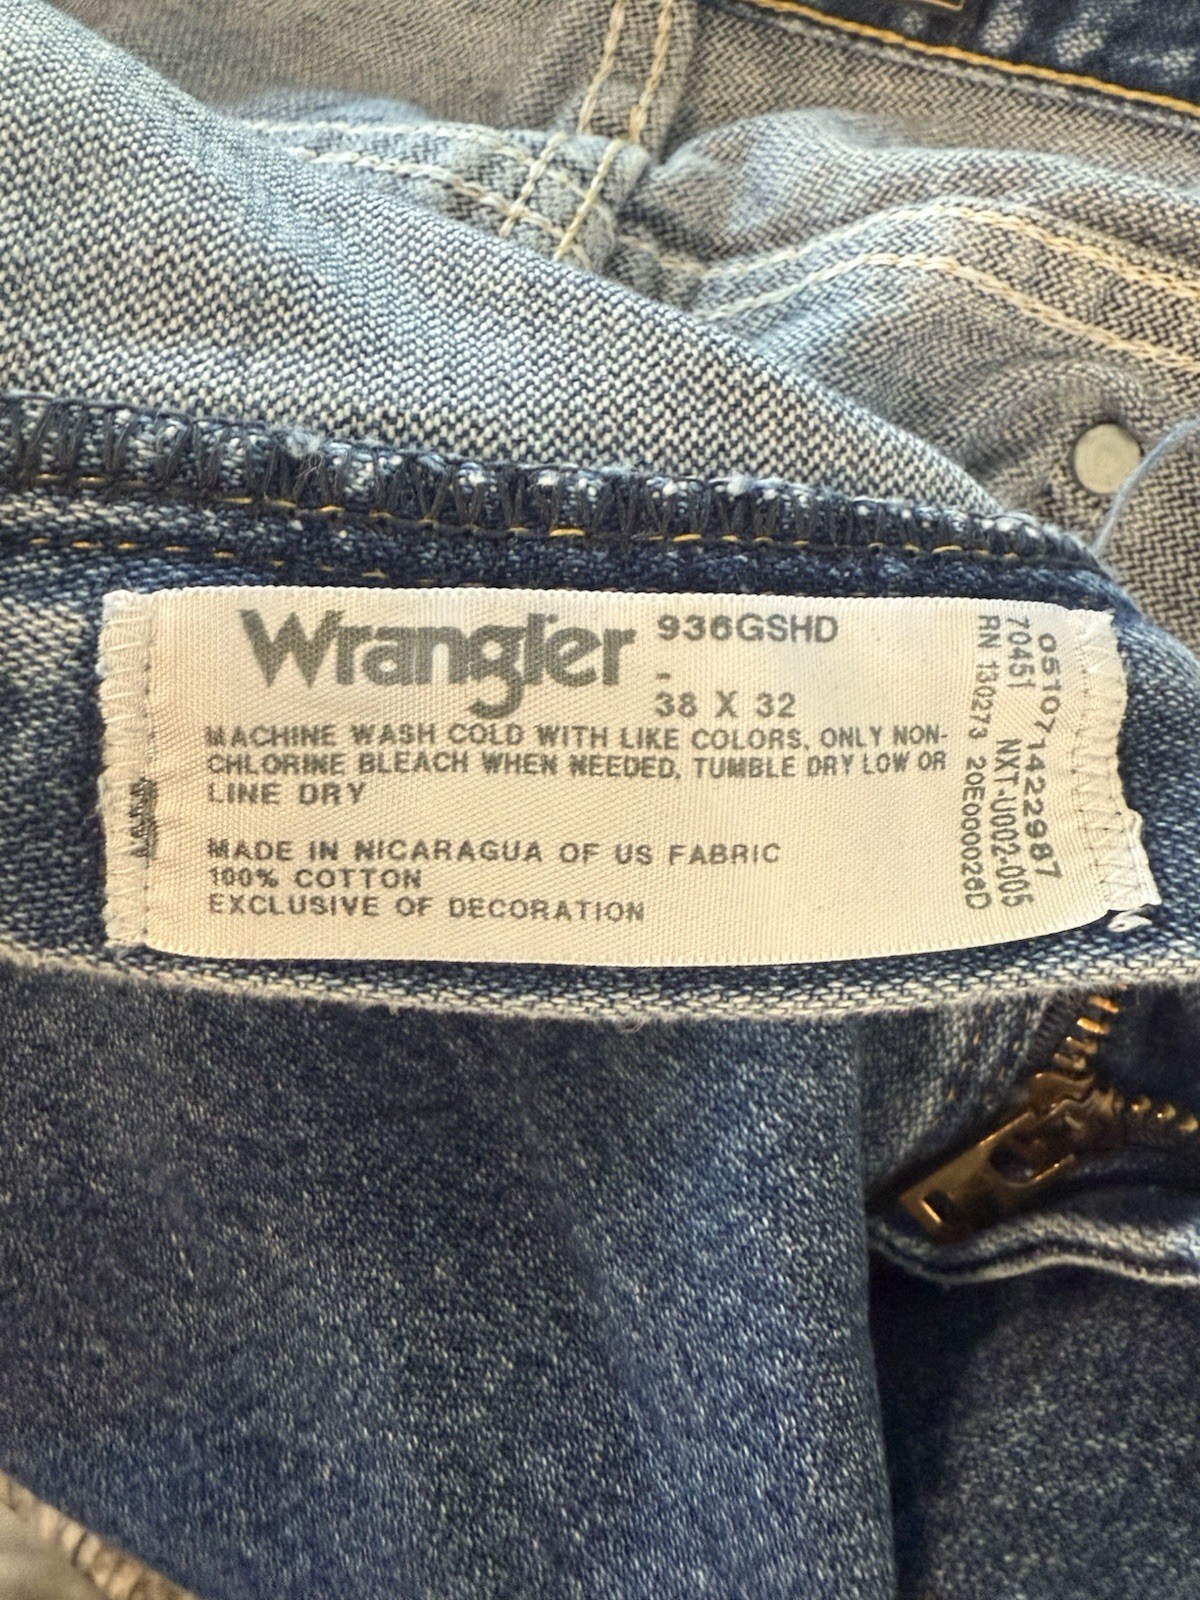 Wrangler
936GSHD
-
38 X 32
MACHINE WASH COLD WITH LIKE COLORS, ONLY NON-
CHLORINE BLEACH WHEN NEEDED, TUMBLE DRY LOW OR
LINE DRY
MADE IN NICARAGUA OF US FABRIC
100% COTTON
EXCLUSIVE OF DECORATION
05107 1422987
70451 NXT-U002-005
RN 130273 20E000026D